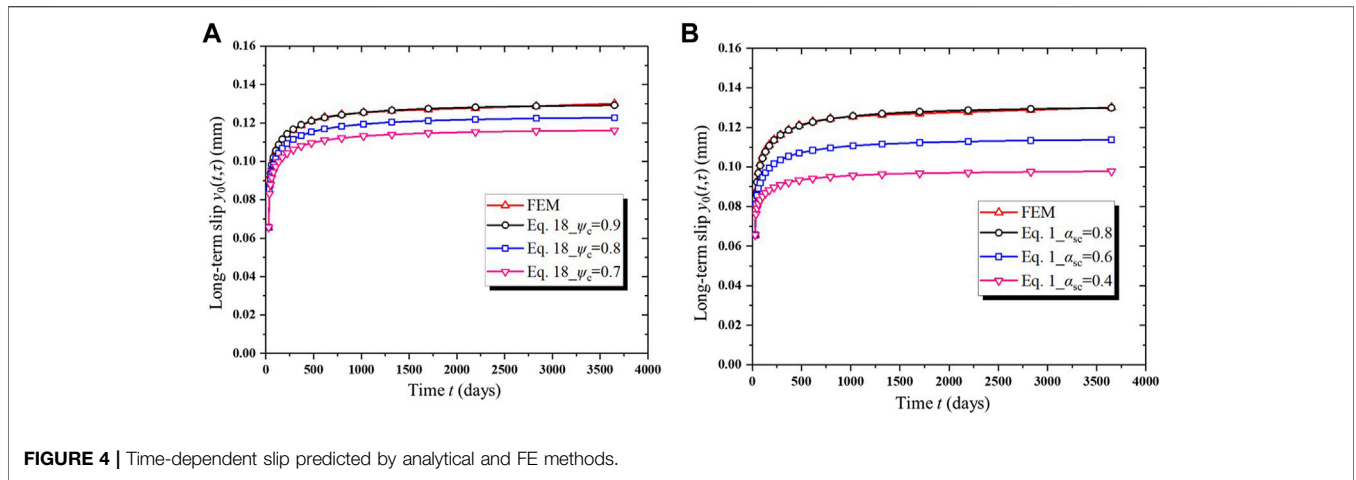 A
0.16
0.14
0.12
0.10
0.08
0.06
0.04
0.02
0.00
Long-term slip y₀(t,τ) (mm)
FEM
Eq. 18_ψc=0.9
Eq. 18_ψc=0.8
Eq. 18_ψc=0.7
0 500 1000 1500 2000 2500 3000 3500 4000
Time t (days)
B
0.16
0.14
0.12
0.10
0.08
0.06
0.04
0.02
0.00
Long-term slip y₀(t,τ) (mm)
FEM
Eq. 1_αsc=0.8
Eq. 1_αsc=0.6
Eq. 1_αsc=0.4
0 500 1000 1500 2000 2500 3000 3500 4000
Time t (days)
FIGURE 4 | Time-dependent slip predicted by analytical and FE methods.